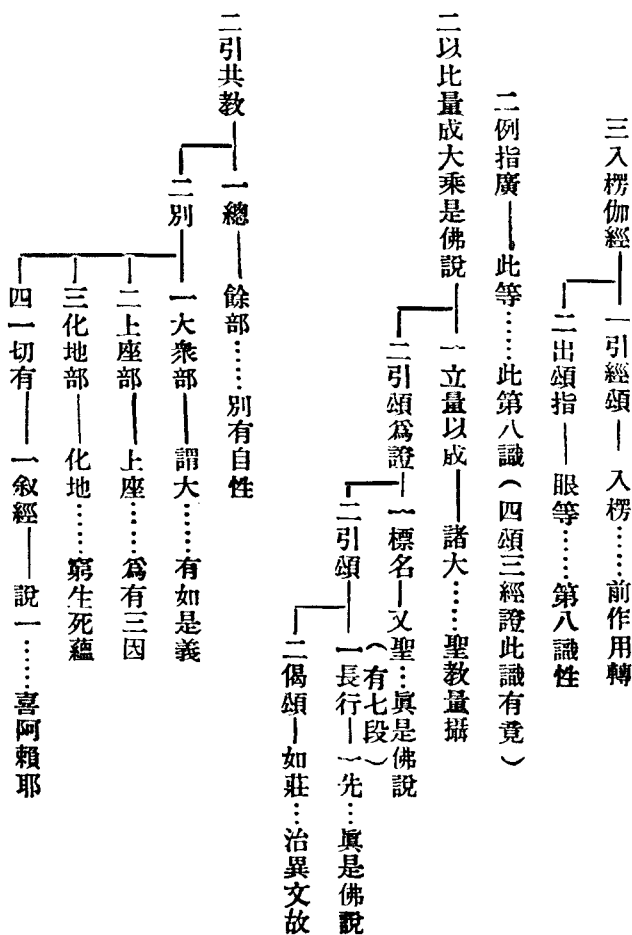 三入楞伽經
一引經頌——入楞……前作用轉
二出頌指——眼等……第八識性
二例指廣——此等……此第八識（四頌三經證此識有竟）
二以比量成大乘是佛說
一立量以成——諸大……聖教量攝
二引頌爲證
一標名——又聖…眞是佛說
（有七段）
二引頌
一長行——一先…眞是佛說
二偈頌——如莊…治異文故
二引共教
一總——餘部……別有自性
二別
一大衆部——謂大……有如是義
二上座部——上座……爲有三因
三化地部——化地……窮生死蘊
四一切有——一敘經——說一……喜阿賴耶